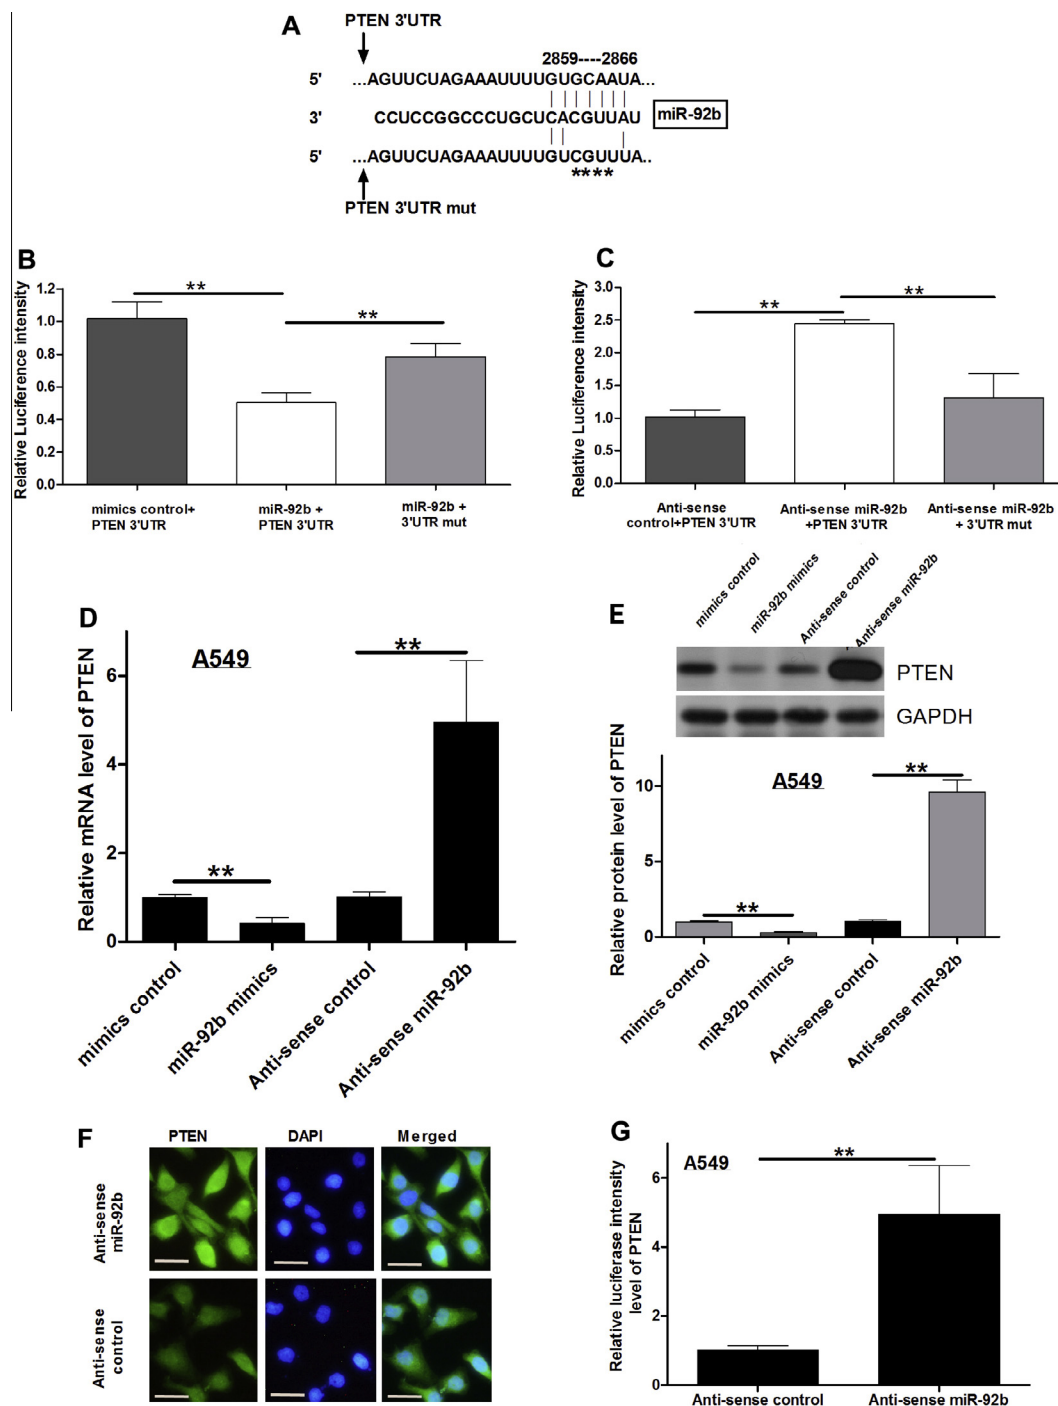 A
PTEN 3'UTR
2859----2866
5' ...AGUUCUAGAAAUUUUGUGCAAUA...
3' CCUCCGGCCCUGCUCACGUUAU miR-92b
5' ...AGUUCUAGAAAUUUUGUCGUUUA..
****
PTEN 3'UTR mut
B
Relative Luciference intensity
1.2
1.0
0.8
0.6
0.4
0.2
0.0
**
**
mimics control+
PTEN 3'UTR
miR-92b +
PTEN 3'UTR
miR-92b +
3'UTR mut
C
Relative Luciference intensity
3.0
2.5
2.0
1.5
1.0
0.5
0.0
**
**
Anti-sense
control+PTEN 3'UTR
Anti-sense miR-92b
+PTEN 3'UTR
Anti-sense miR-92b
+ 3'UTR mut
D
A549
Relative mRNA level of PTEN
6
4
2
0
**
**
mimics control
miR-92b mimics
Anti-sense control
Anti-sense miR-92b
E
mimics control
miR-92b mimics
Anti-sense control
Anti-sense miR-92b
PTEN
GAPDH
A549
Relative protein level of PTEN
10
5
0
**
**
mimics control
miR-92b mimics
Anti-sense control
Anti-sense miR-92b
F
PTEN DAPI Merged
Anti-sense
miR-92b
Anti-sense
control
G
A549
Relative luciferase intensity
level of PTEN
6
4
2
0
**
Anti-sense control
Anti-sense miR-92b